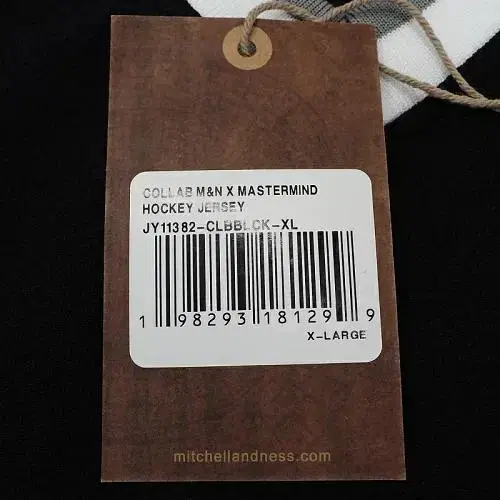 COLLAB M&N X MASTERMIND
HOCKEY JERSEY
JY11382-CLBBLCK-XL
1 98293 18129 9
X-LARGE
mitchellandness.com